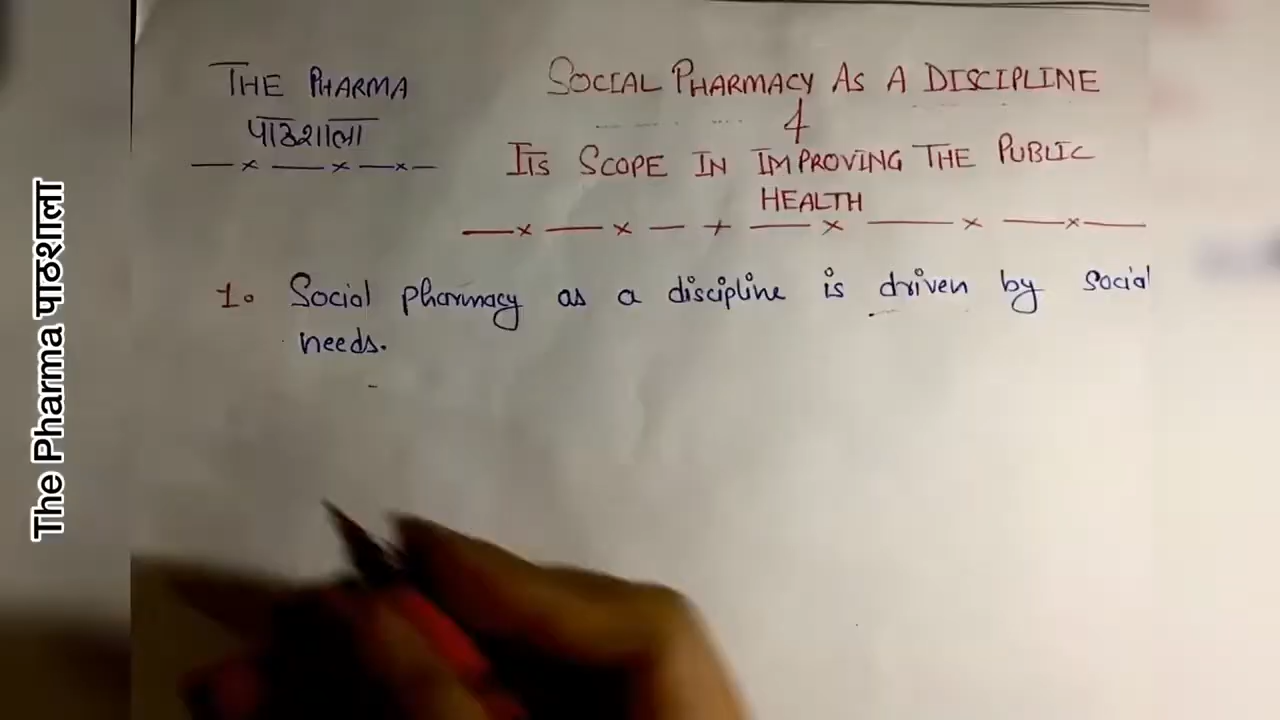 The Pharma पाठशाला
THE PHARMA
पाठशाला
SOCIAL PHARMACY AS A DISCIPLINE
&
ITS SCOPE IN IMPROVING THE PUBLIC
HEALTH
1. Social pharmacy as a discipline is driven by social
needs.